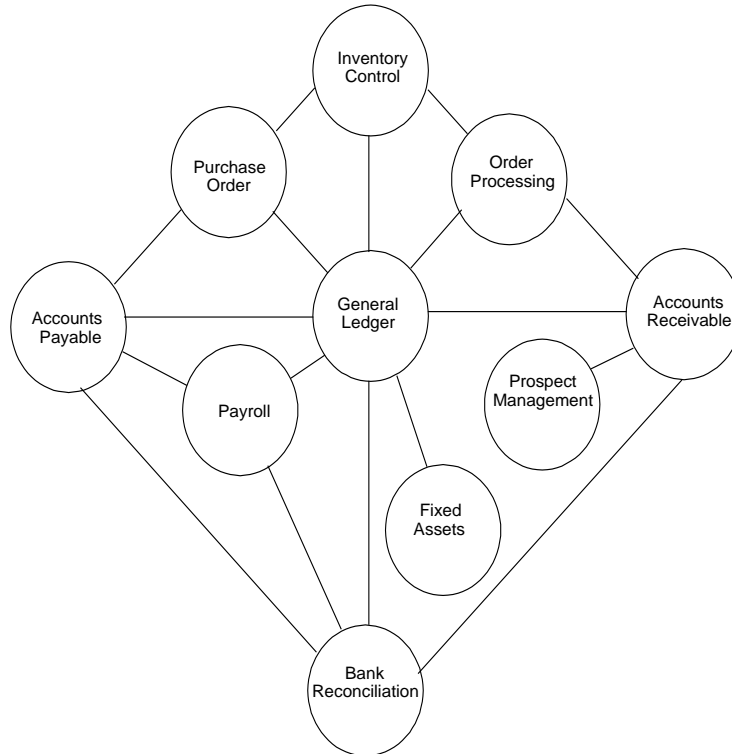 Inventory
Control
Purchase
Order
Order
Processing
General
Ledger
Accounts
Payable
Accounts
Receivable
Payroll
Prospect
Management
Fixed
Assets
Bank
Reconciliation